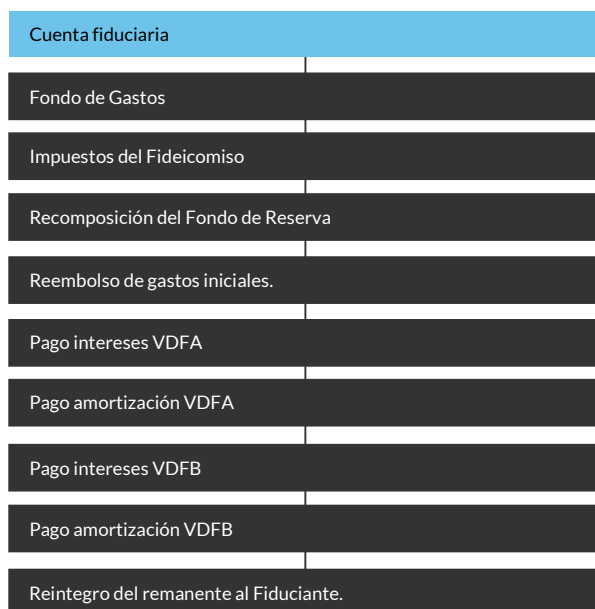 Cuenta fiduciaria
Fondo de Gastos
Impuestos del Fideicomiso
Recomposición del Fondo de Reserva
Reembolso de gastos iniciales.
Pago intereses VDFA
Pago amortización VDFA
Pago intereses VDFB
Pago amortización VDFB
Reintegro del remanente al Fiduciante.